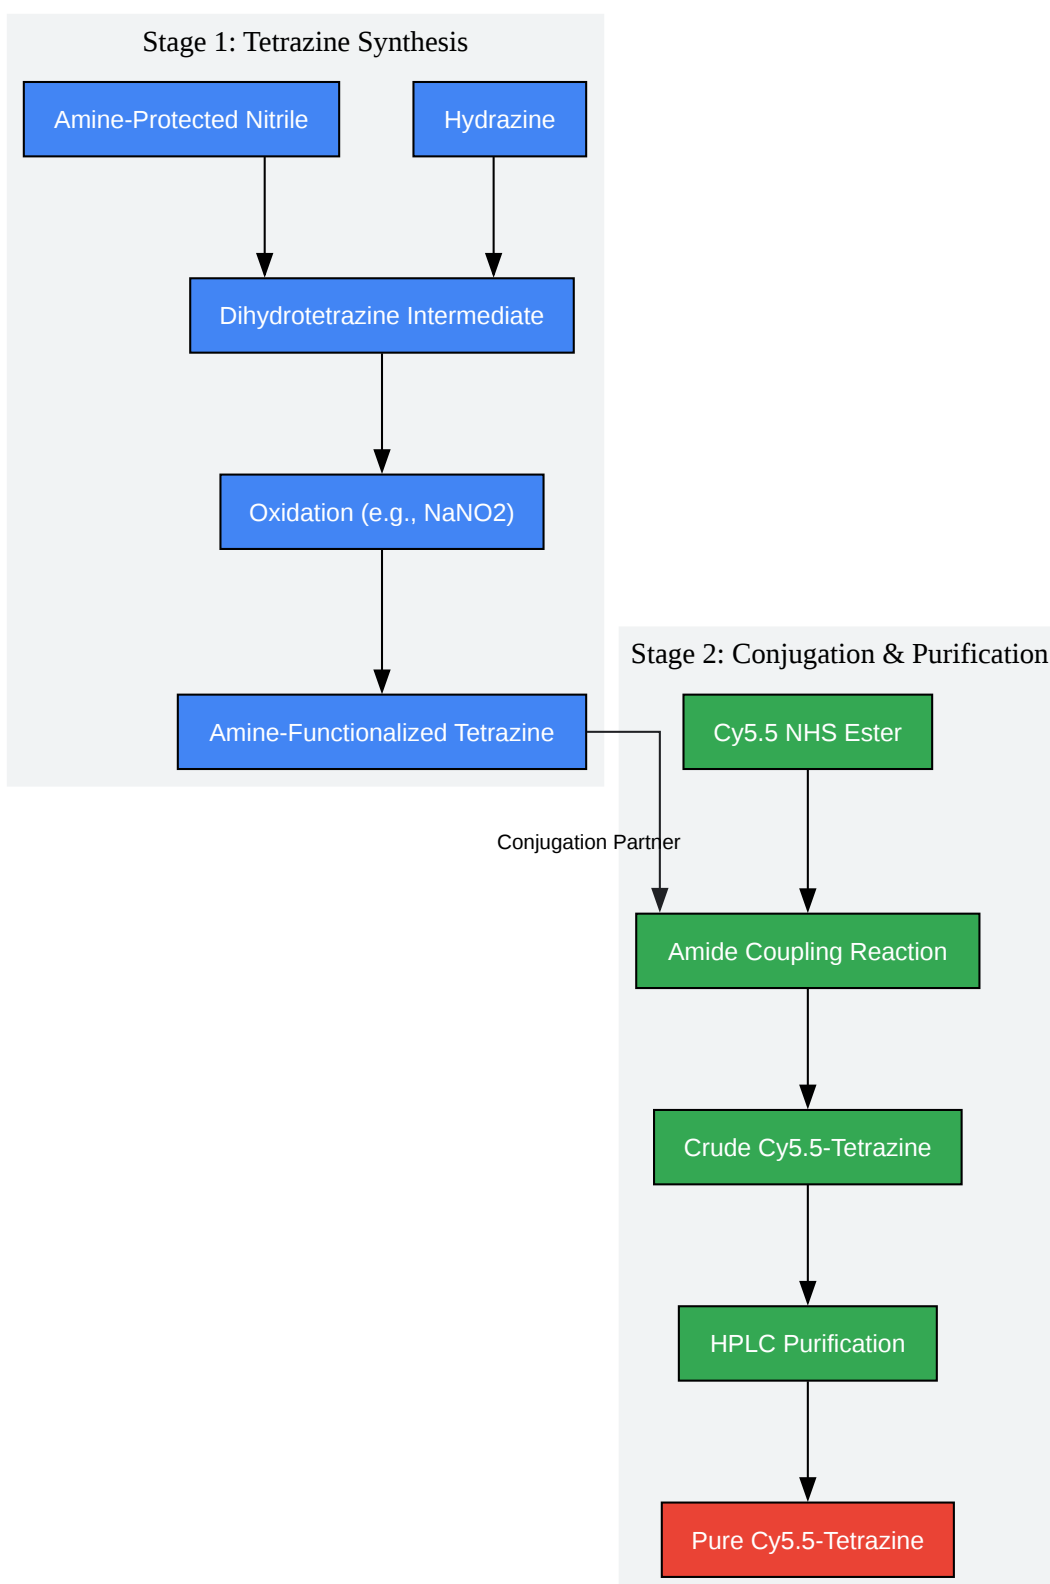 Stage 1: Tetrazine Synthesis
Amine-Protected Nitrile
Hydrazine
Dihydrotetrazine Intermediate
Oxidation (e.g., NaNO2)
Amine-Functionalized Tetrazine
Stage 2: Conjugation & Purification
Cy5.5 NHS Ester
Conjugation Partner
Amide Coupling Reaction
Crude Cy5.5-Tetrazine
HPLC Purification
Pure Cy5.5-Tetrazine